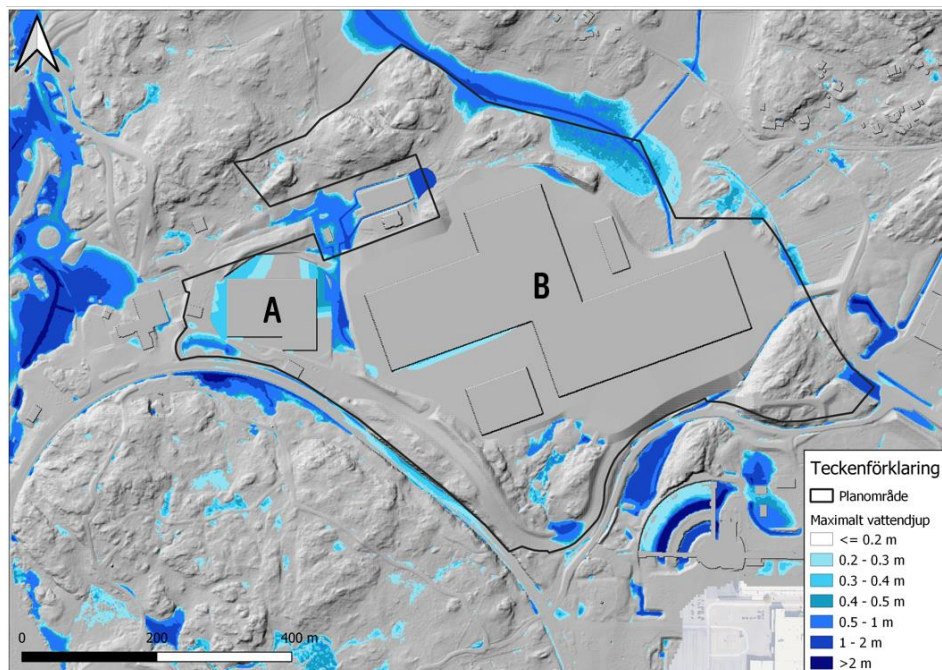 A
B
Teckenförklaring
Planområde
Maximalt vattendjup
<= 0.2 m
0.2 - 0.3 m
0.3 - 0.4 m
0.4 - 0.5 m
0.5 - 1 m
1 - 2 m
>2 m
0 200 400 m